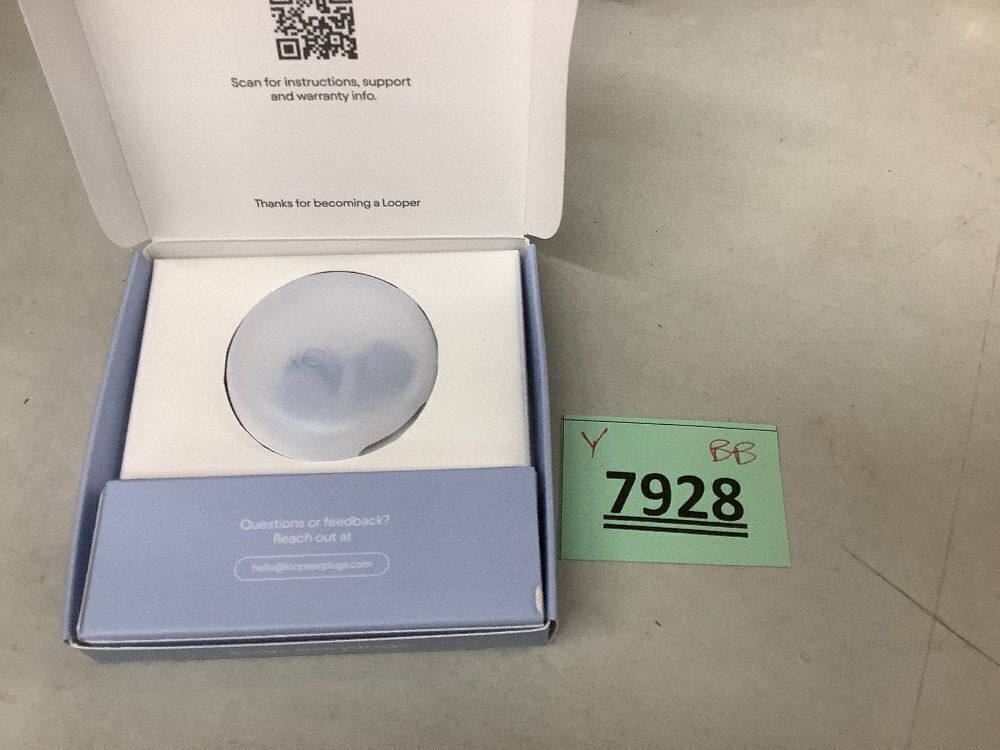 Scan for instructions, support
and warranty info.
Thanks for becoming a Looper
Questions or feedback?
Reach out at
hello@loopearplugs.com
Y BB
7928